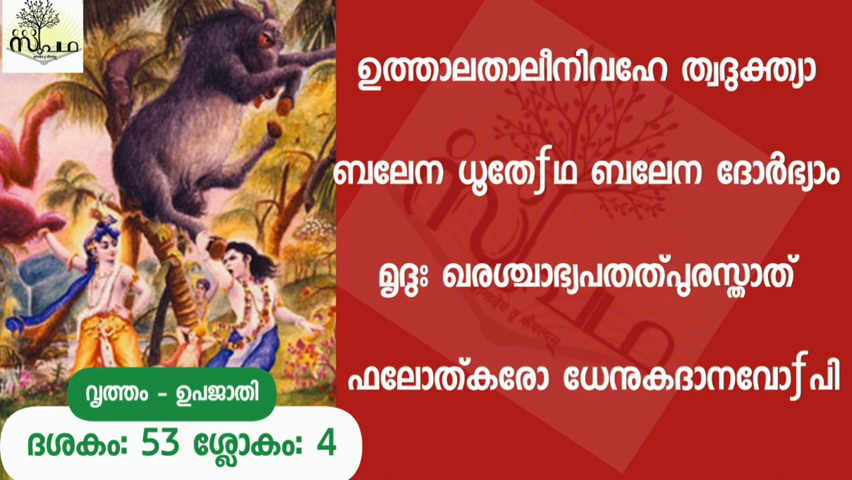 സുപഥ
ഉത്താലതാലീനിവഹേ ത്വദുക്ത്യാ
ബലേന ധൂതേഽഥ ബലേന ദോർഭ്യാം
മൃദുഃ ഖരശ്ചാഭ്യപതത്പുരസ്താത്
ഫലോത്കരോ ധേനുകദാനവോഽപി
വൃത്തം - ഉപജാതി
ദശകം: 53 ശ്ലോകം: 4